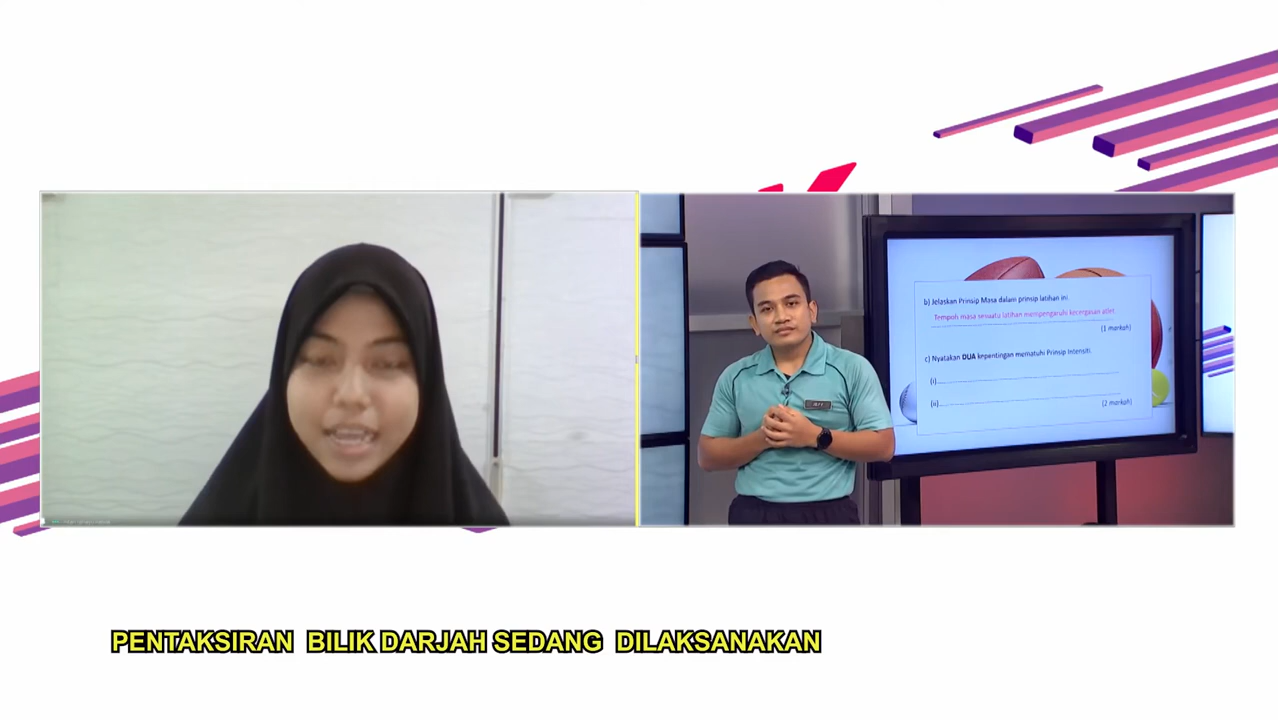 b) Jelaskan Prinsip Masa dalam prinsip latihan ini.
Tempoh masa sesuatu latihan mempengaruhi kecergasan atlet.
(1 markah)
c) Nyatakan DUA kepentingan mematuhi Prinsip Intensiti.
(i)
(ii)
(2 markah)
PENTAKSIRAN BILIK DARJAH SEDANG DILAKSANAKAN